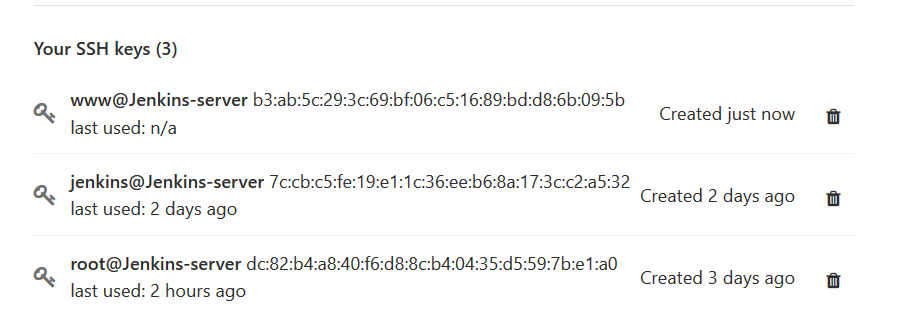 Your SSH keys (3)
www@Jenkins-server b3:ab:5c:29:3c:69:bf:06:c5:16:89:bd:d8:6b:09:5b
Created just now
last used: n/a
jenkins@Jenkins-server 7c:cb:c5:fe:19:e1:1c:36:ee:b6:8a:17:3c:c2:a5:32
Created 2 days ago
last used: 2 days ago
root@Jenkins-server dc:82:b4:a8:40:f6:d8:8c:b4:04:35:d5:59:7b:e1:a0
Created 3 days ago
last used: 2 hours ago